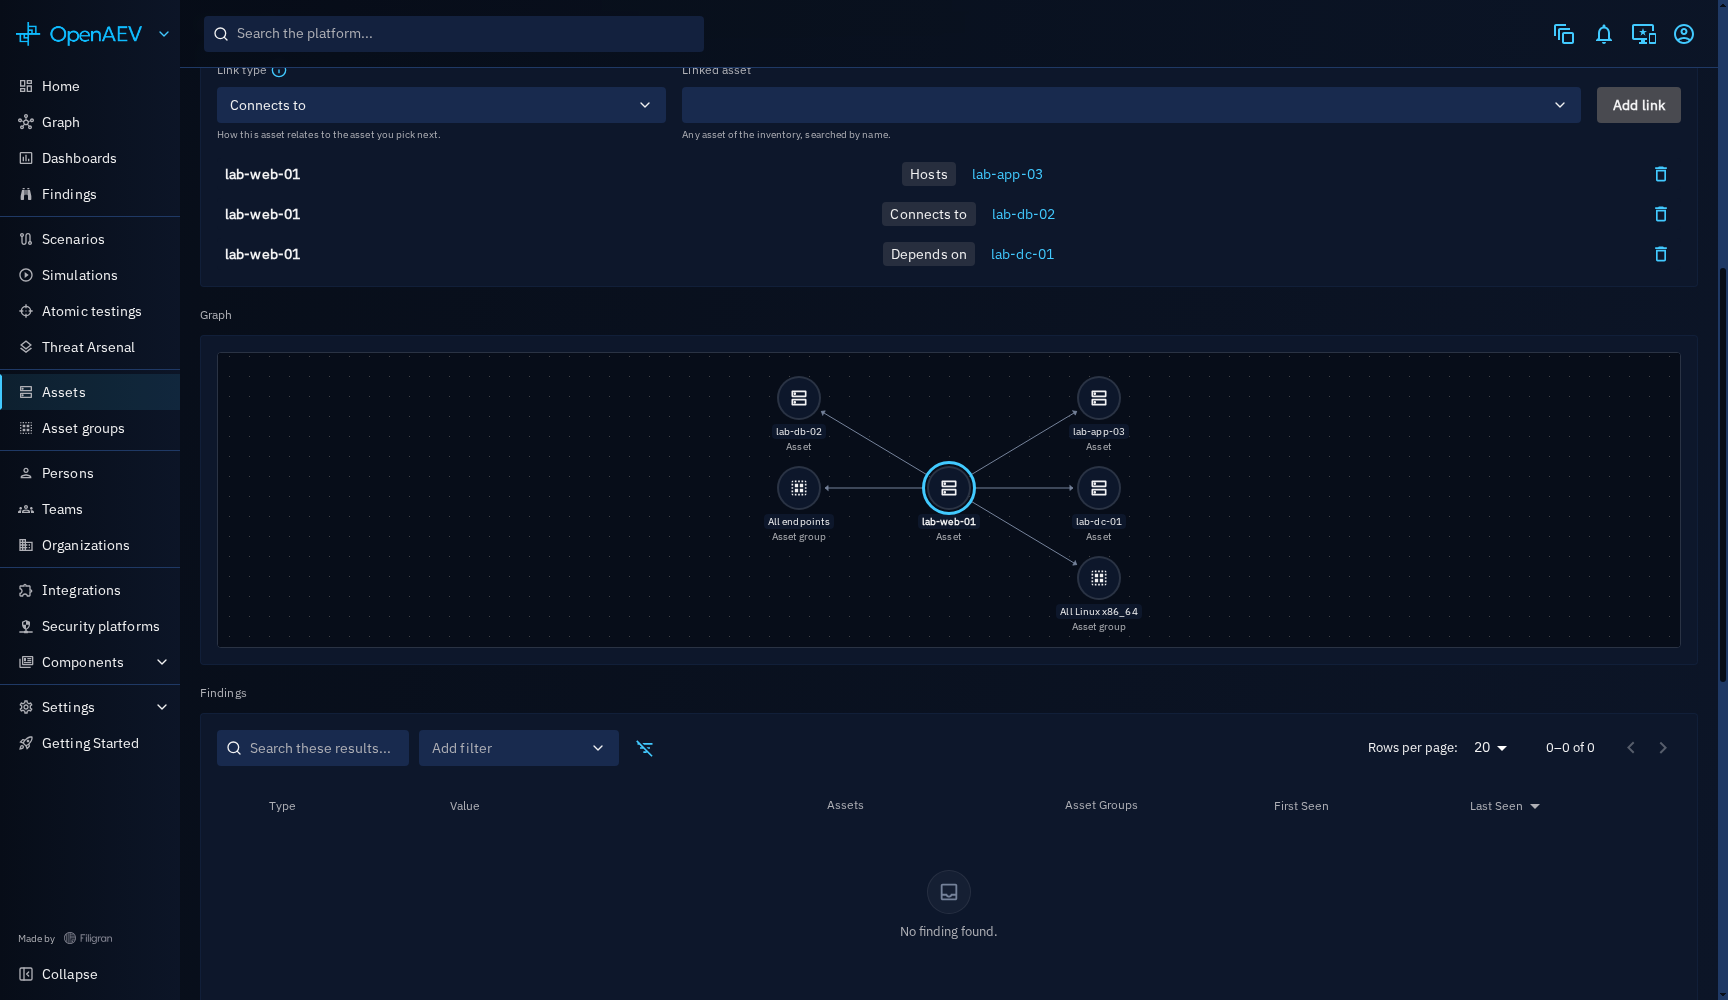 OpenAEV
Search the platform...
Home
Graph
Dashboards
Findings
Scenarios
Simulations
Atomic testings
Threat Arsenal
Assets
Asset groups
Persons
Teams
Organizations
Integrations
Security platforms
Components
Settings
Getting Started
Made by Filigran
Collapse
Link type
Linked asset
Connects to
Add link
How this asset relates to the asset you pick next.
Any asset of the inventory, searched by name.
lab-web-01 Hosts lab-app-03
lab-web-01 Connects to lab-db-02
lab-web-01 Depends on lab-dc-01
Graph
lab-db-02
Asset
lab-app-03
Asset
All endpoints
Asset group
lab-web-01
Asset
lab-dc-01
Asset
All Linux x86_64
Asset group
Findings
Search these results...
Add filter
Rows per page: 20 0–0 of 0
Type Value Assets Asset Groups First Seen Last Seen
No finding found.